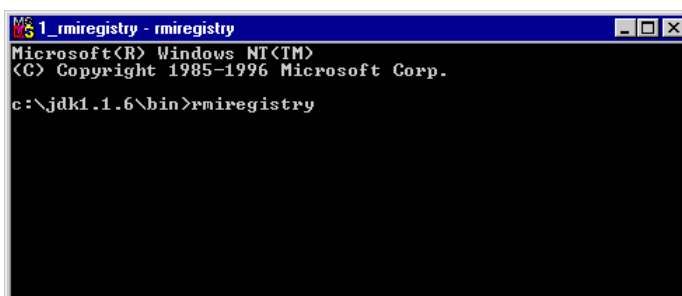 1_rmiregistry - rmiregistry
Microsoft(R) Windows NT(TM)
(C) Copyright 1985-1996 Microsoft Corp.
c:\jdk1.1.6\bin>rmiregistry